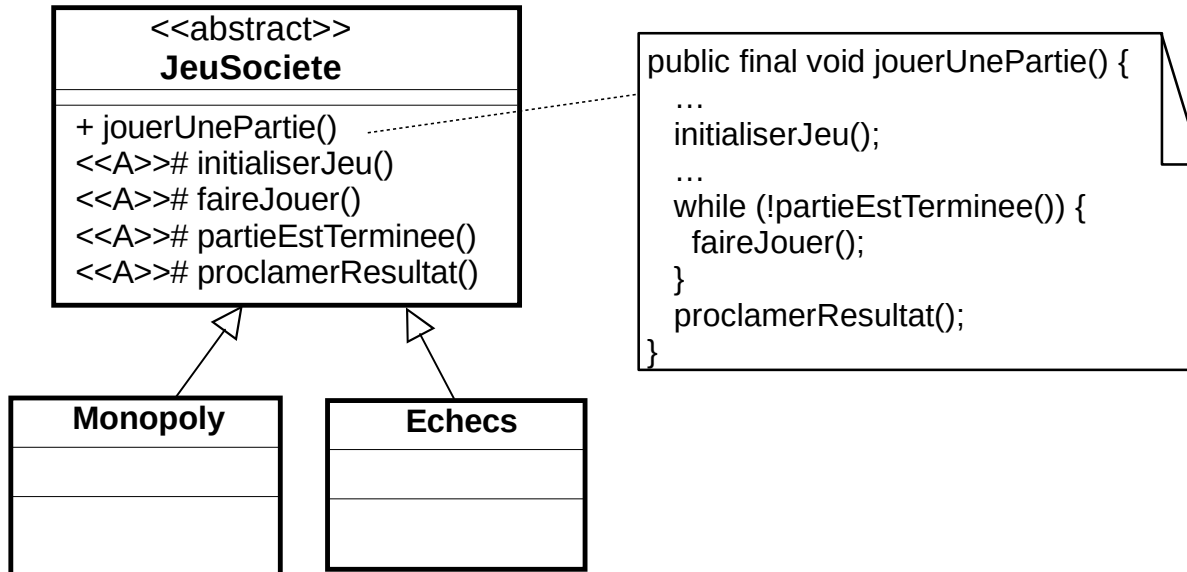 <<abstract>>
JeuSociete
+ jouerUnePartie()
<<A>># initialiserJeu()
<<A>># faireJouer()
<<A>># partieEstTerminee()
<<A>># proclamerResultat()
public final void jouerUnePartie() {
…
initialiserJeu();
…
while (!partieEstTerminee()) {
faireJouer();
}
proclamerResultat();
}
Monopoly
Echecs